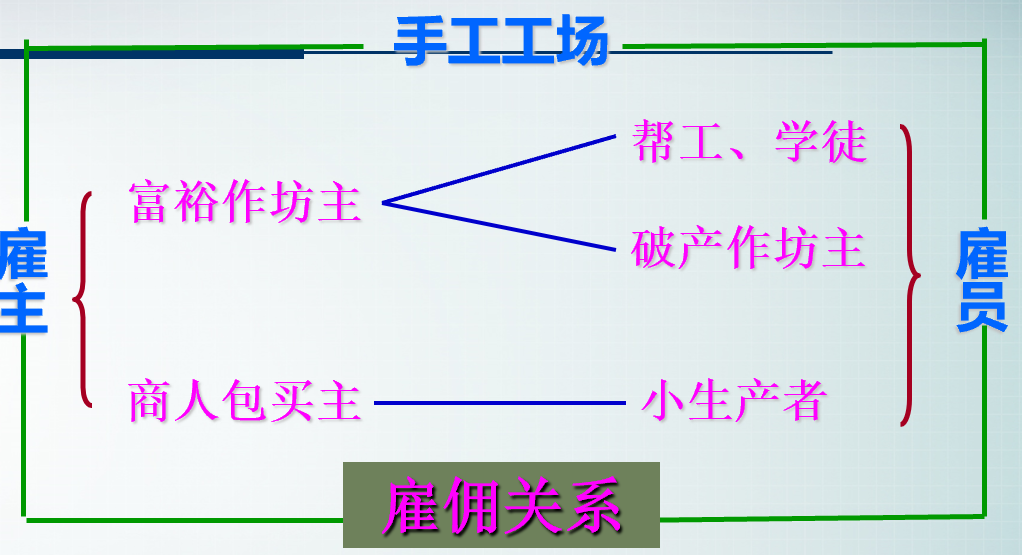 手工工场
帮工、学徒
富裕作坊主
破产作坊主
雇主
雇员
商人包买主
小生产者
雇佣关系